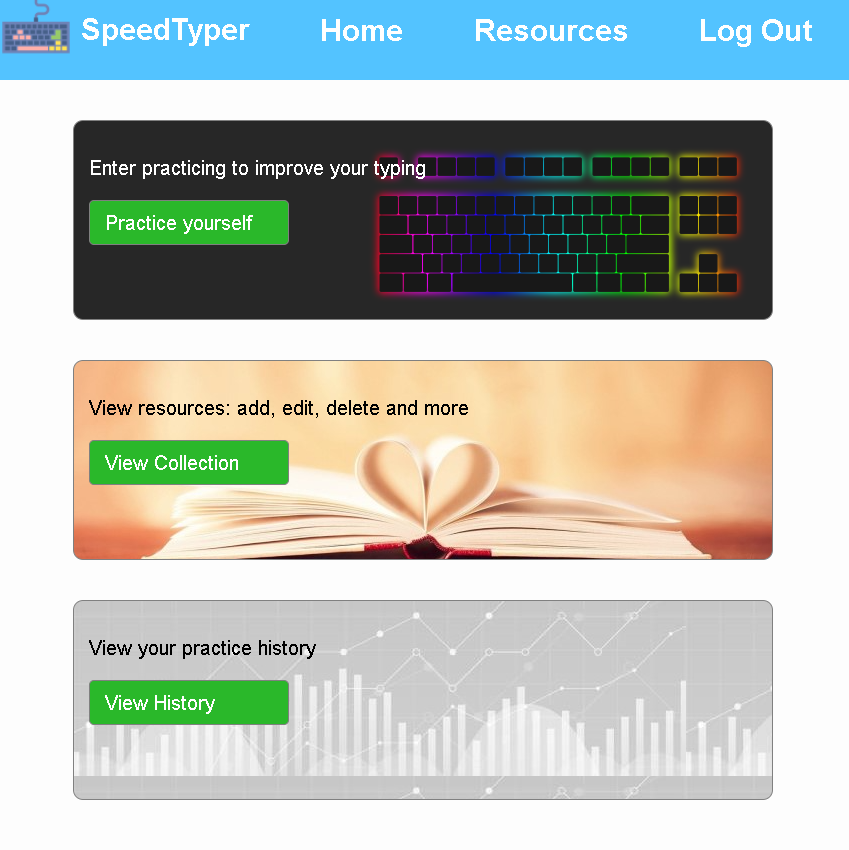 SpeedTyper Home Resources Log Out
Enter practicing to improve your typing
Practice yourself
View resources: add, edit, delete and more
View Collection
View your practice history
View History